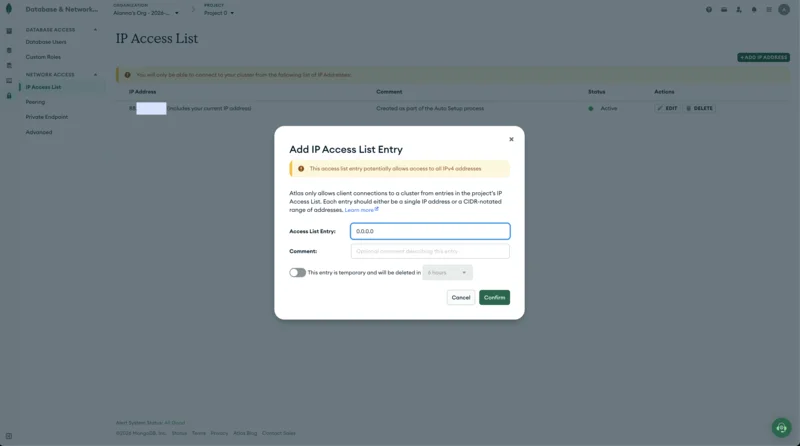 ORGANIZATION
PROJECT
Database & Network...
Akorma's Org - 2026-...
Project 0
DATABASE ACCESS
Database Users
Custom Roles
NETWORK ACCESS
IP Access List
Peering
Private Endpoint
Advanced
IP Access List
+ ADD IP ADDRESS
You will only be able to connect to your cluster from the following list of IP Addresses:
IP Address
Comment
Status
Actions
(includes your current IP address)
Created as part of the Auto Setup process
Active
EDIT
DELETE
Add IP Access List Entry
This access list entry potentially allows access to all IPv4 addresses
Atlas only allows client connections to a cluster from entries in the project's IP
Access List. Each entry should either be a single IP address or a CIDR-notated
range of addresses. Learn more
Access List Entry:
0.0.0.0
Comment:
Optional comment describing this entry
This entry is temporary and will be deleted in
6 hours
Cancel
Confirm
System Status: All Good
©2026 MongoDB, Inc.
Status
Terms
Privacy
Atlas Blog
Contact Sales